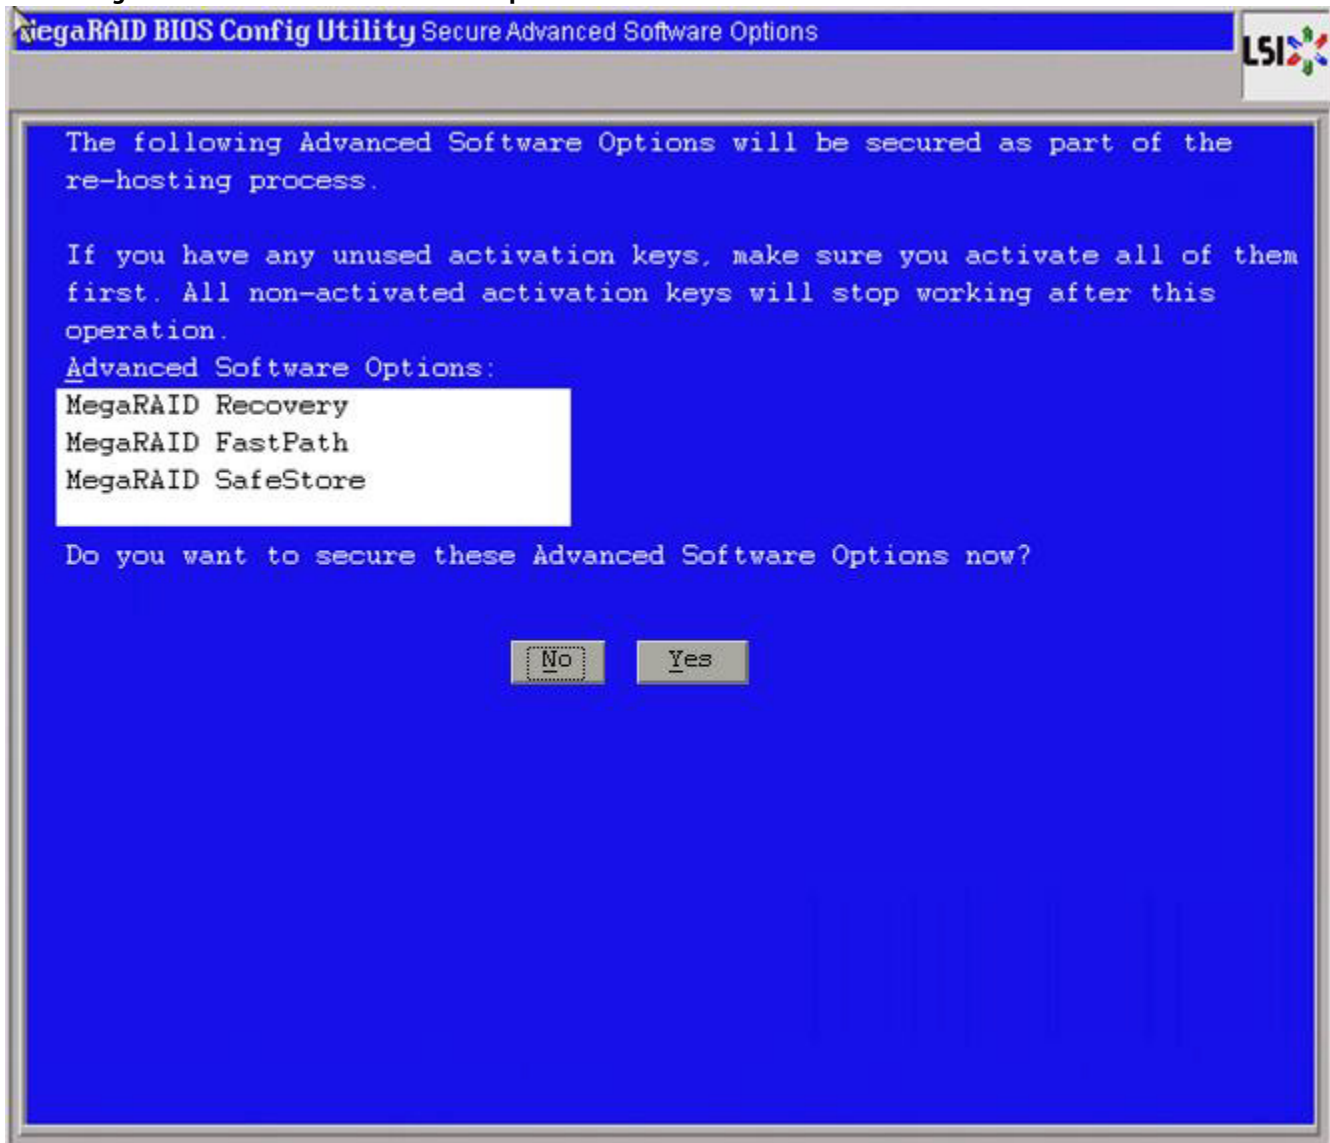 MegaRAID BIOS Config Utility Secure Advanced Software Options
LSI
The following Advanced Software Options will be secured as part of the
re-hosting process.
If you have any unused activation keys, make sure you activate all of them
first. All non-activated activation keys will stop working after this
operation.
Advanced Software Options:
MegaRAID Recovery
MegaRAID FastPath
MegaRAID SafeStore
Do you want to secure these Advanced Software Options now?
No Yes